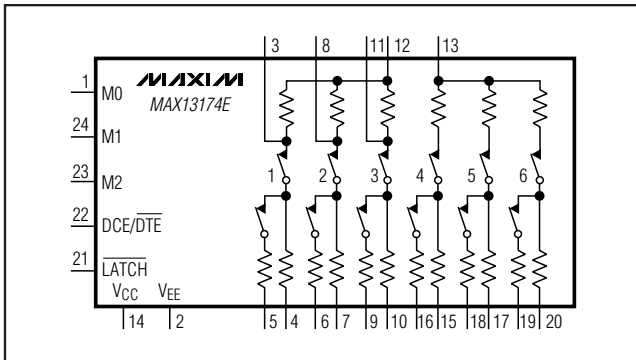 3 8 11 12 13
1 M0
MAXIM
MAX13174E
24 M1
23 M2
1 2 3 4 5 6
22 DCE/D̅T̅E̅
21 L̅A̅T̅C̅H̅
VCC VEE
14 2 5 4 6 7 9 10 16 15 18 17 19 20